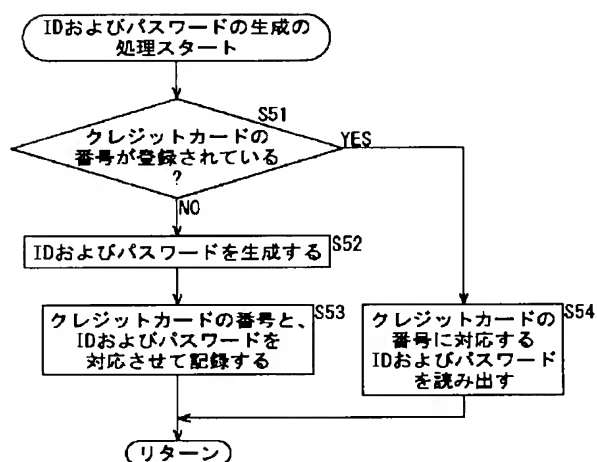 IDおよびパスワードの生成の
処理スタート
S51
クレジットカードの
番号が登録されている
?
YES
NO
IDおよびパスワードを生成する
S52
クレジットカードの番号と、
IDおよびパスワードを
対応させて記録する
S53
クレジットカードの
番号に対応する
IDおよびパスワード
を読み出す
S54
リターン